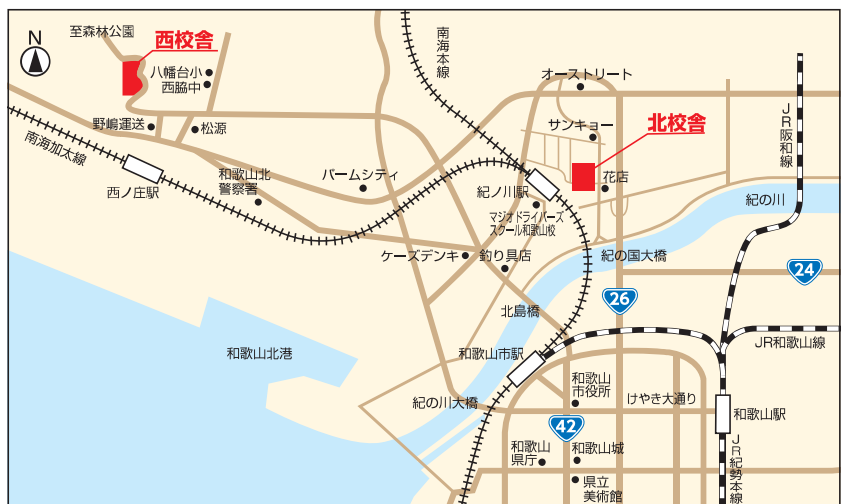 至森林公園
N
西校舎
八幡台小
西脇中
野嶋運送
松源
南海加太線
西ノ庄駅
和歌山北
警察署
パームシティ
南海本線
オーストリート
サンキョー
北校舎
花店
紀ノ川駅
マジオドライバーズ
スクール和歌山校
JR阪和線
紀の川
ケーズデンキ
釣り具店
紀の国大橋
24
26
北島橋
和歌山北港
和歌山市駅
JR和歌山線
紀の川大橋
和歌山
市役所
けやき大通り
和歌山駅
42
和歌山
県庁
和歌山城
県立
美術館
JR紀勢本線